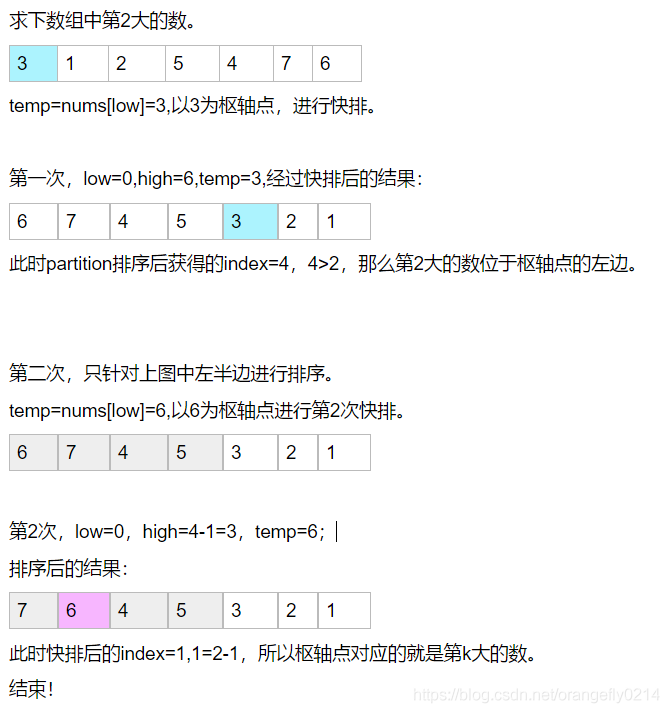 求下数组中第2大的数。
3 1 2 5 4 7 6
temp=nums[low]=3,以3为枢轴点，进行快排。
第一次，low=0,high=6,temp=3,经过快排后的结果：
6 7 4 5 3 2 1
此时partition排序后获得的index=4，4>2，那么第2大的数位于枢轴点的左边。
第二次，只针对上图中左半边进行排序。
temp=nums[low]=6,以6为枢轴点进行第2次快排。
6 7 4 5 3 2 1
第2次，low=0，high=4-1=3，temp=6；
排序后的结果：
7 6 4 5 3 2 1
此时快排后的index=1,1=2-1，所以枢轴点对应的就是第k大的数。
结束！
https://blog.csdn.net/orangefly0214